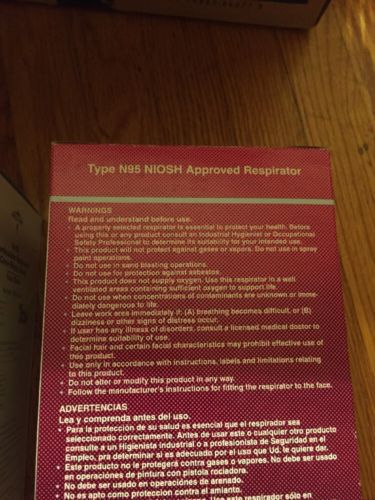 Type N95 NIOSH Approved Respirator
WARNINGS
Read and understand before use.
• A properly selected respirator is essential to protect your health. Before
using this or any product consult an Industrial Hygienist or Occupational
Safety Professional to determine its suitability for your intended use.
• This product will not protect against gases or vapors. Do not use in spray
paint operations.
• Do not use in sand blasting operations.
• Do not use for protection against asbestos.
• This product does not supply oxygen. Use this respirator in a well
ventilated areas containing sufficient oxygen to support life.
• Do not use when concentrations of contaminants are unknown or imme-
diately dangerous to life.
• Leave work area immediately if; (A) breathing becomes difficult, or (B)
dizziness or other signs of distress occur.
• If user has any illness of disorders, consult a licensed medical doctor to
determine suitability of use.
• Facial hair and certain facial characteristics may prohibit effective use of
this product.
• Use only in accordance with instructions, labels and limitations relating
to this product.
• Do not alter or modify this product in any way.
• Follow the manufacturer's instructions for fitting the respirator to the face.
ADVERTENCIAS
Lea y comprenda antes del uso.
• Para la protección de su salud es esencial que el respirador sea
seleccionado correctamente. Antes de usar este o cualquier otro producto
consulte a un Higienista Industrial o a profesionista de Seguridad en el
Empleo, pra determinar si es adecuado por el uso que Ud. le quiere dar.
• Este producto no le protegerá contra gases o vapores. No debe ser usado
en operaciones de pintura con pistola rociadora.
• No debe ser usado en operaciónes de arenado.
• No es apto como proteccion contra el amianto.
respirador sólo en